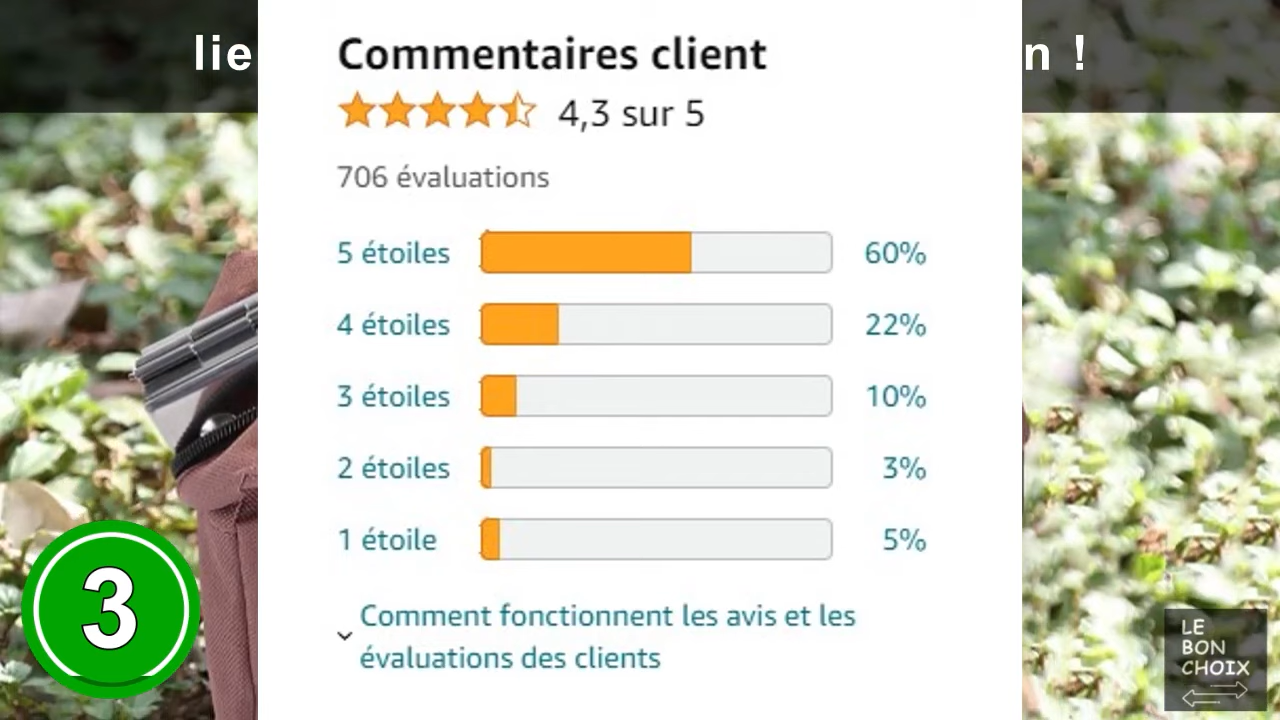 Commentaires client
4,3 sur 5
706 évaluations
5 étoiles 60%
4 étoiles 22%
3 étoiles 10%
2 étoiles 3%
1 étoile 5%
Comment fonctionnent les avis et les
évaluations des clients
3
LE
BON
CHOIX